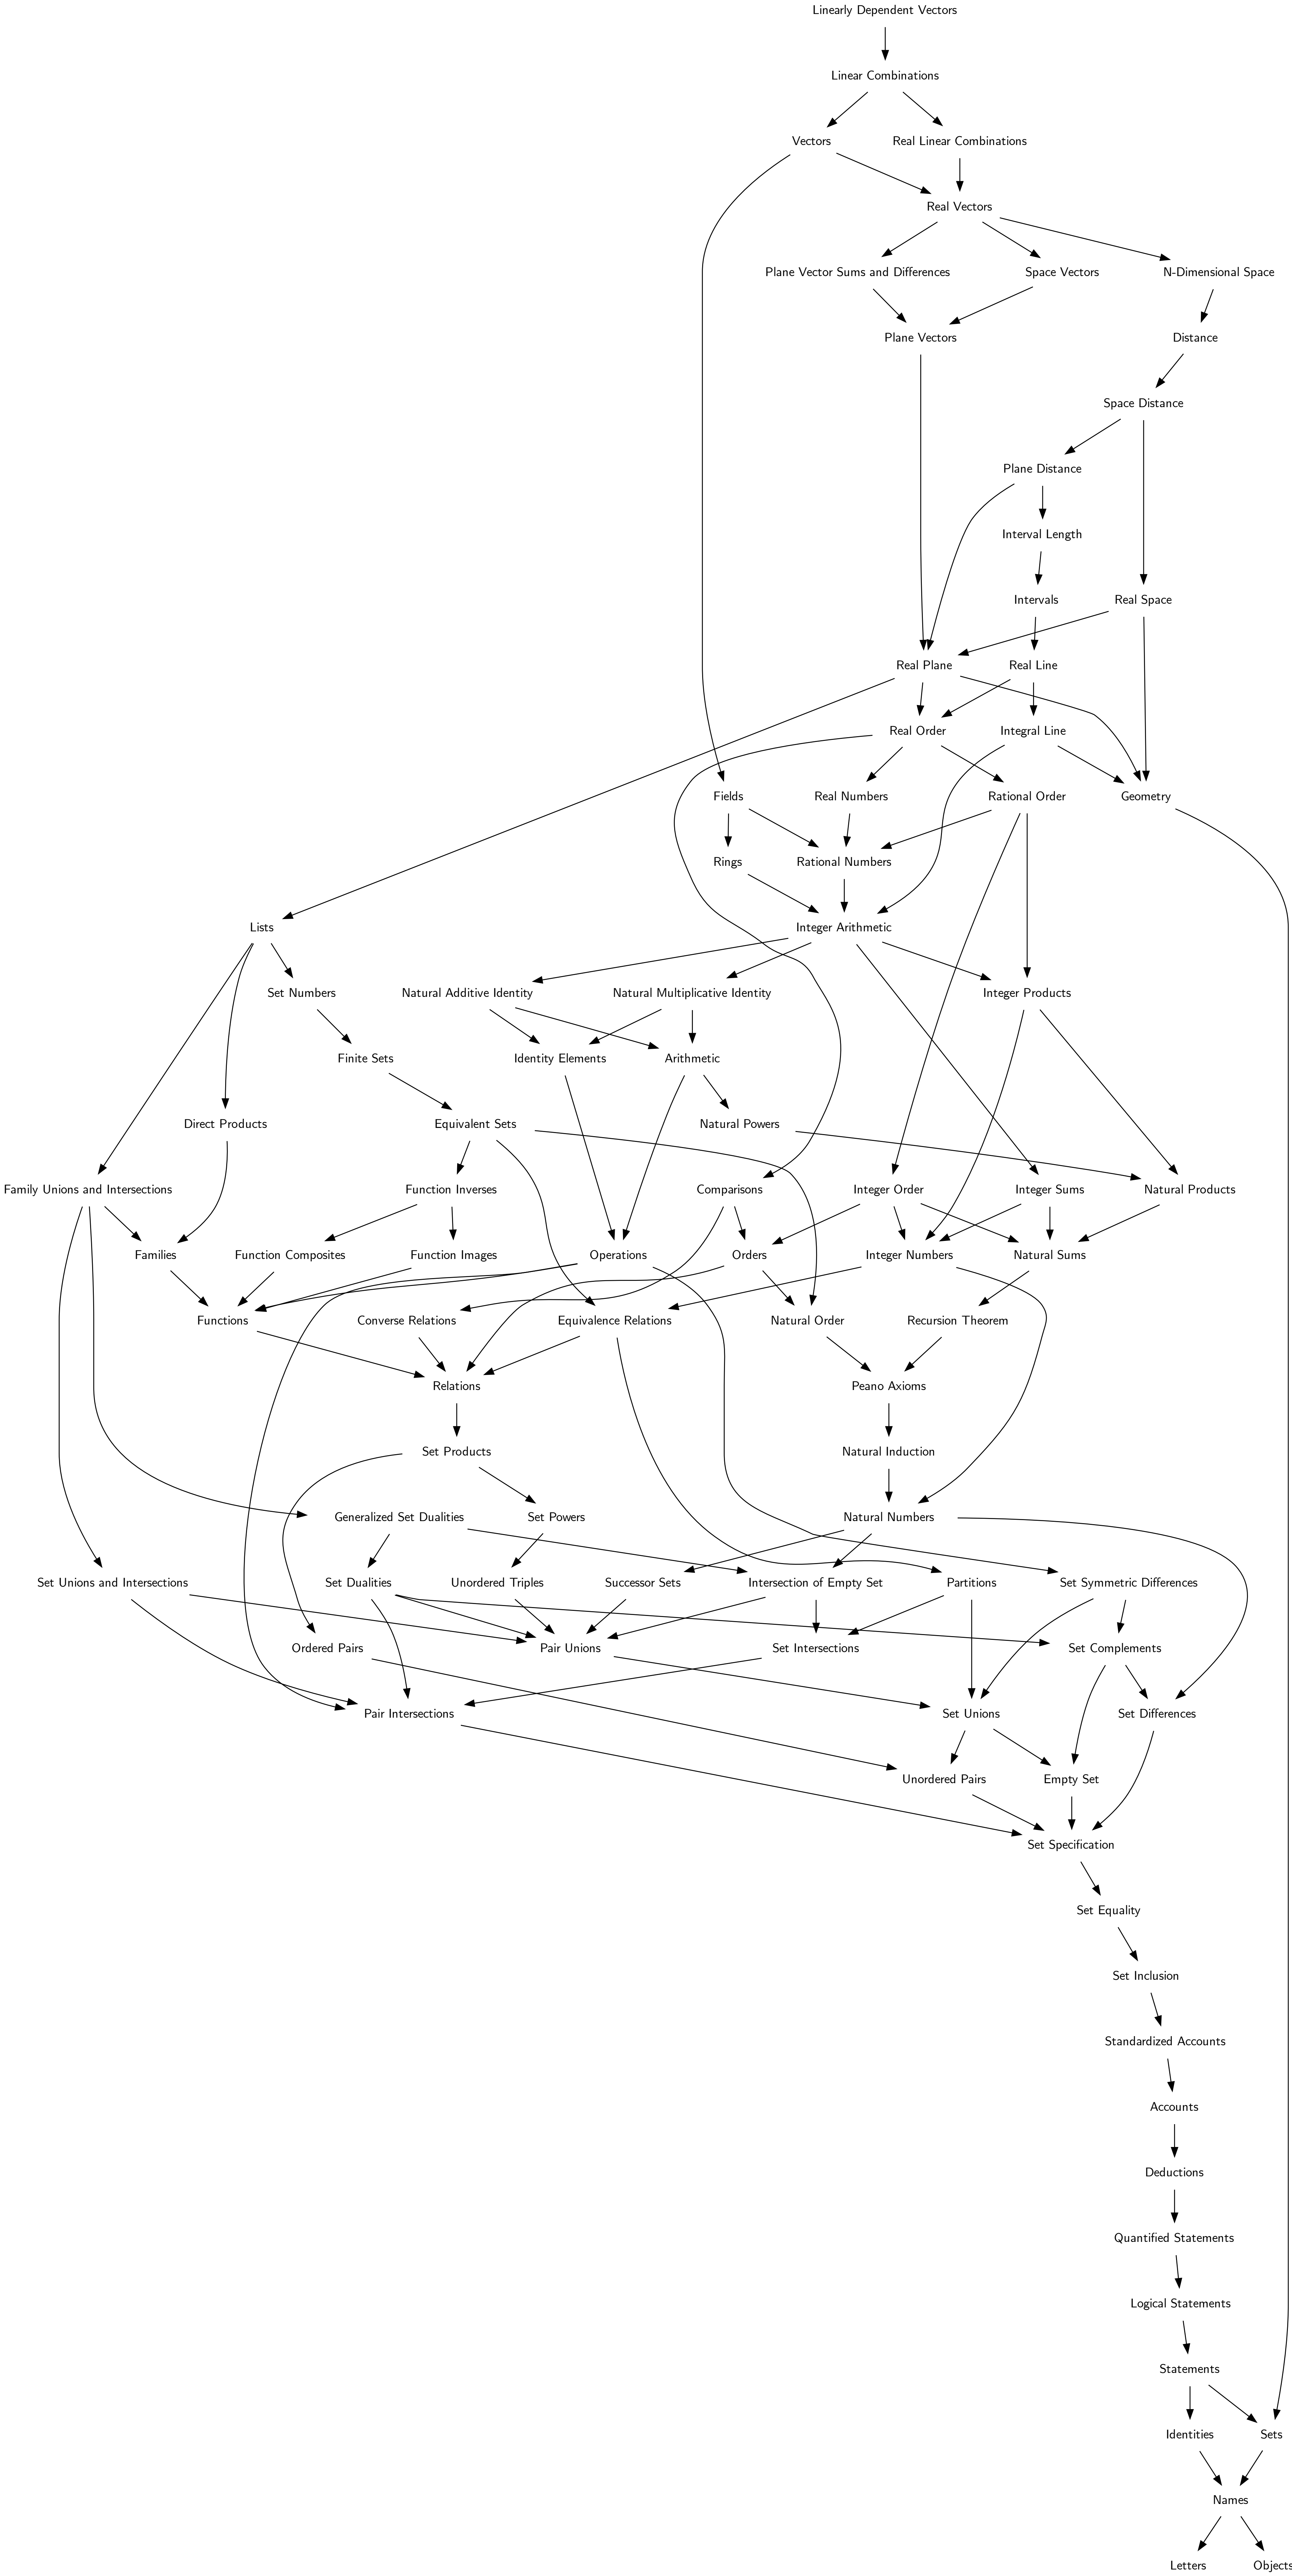 Linearly Dependent Vectors
Linear Combinations
Vectors
Real Linear Combinations
Real Vectors
Plane Vector Sums and Differences
Space Vectors
N-Dimensional Space
Plane Vectors
Distance
Space Distance
Plane Distance
Interval Length
Intervals
Real Space
Real Plane
Real Line
Real Order
Integral Line
Fields
Real Numbers
Rational Order
Geometry
Rings
Rational Numbers
Lists
Integer Arithmetic
Set Numbers
Natural Additive Identity
Natural Multiplicative Identity
Integer Products
Finite Sets
Identity Elements
Arithmetic
Direct Products
Equivalent Sets
Natural Powers
Family Unions and Intersections
Function Inverses
Comparisons
Integer Order
Integer Sums
Natural Products
Families
Function Composites
Function Images
Operations
Orders
Integer Numbers
Natural Sums
Functions
Converse Relations
Equivalence Relations
Natural Order
Recursion Theorem
Relations
Peano Axioms
Set Products
Natural Induction
Generalized Set Dualities
Set Powers
Natural Numbers
Set Unions and Intersections
Set Dualities
Unordered Triples
Successor Sets
Intersection of Empty Set
Partitions
Set Symmetric Differences
Ordered Pairs
Pair Unions
Set Intersections
Set Complements
Pair Intersections
Set Unions
Set Differences
Unordered Pairs
Empty Set
Set Specification
Set Equality
Set Inclusion
Standardized Accounts
Accounts
Deductions
Quantified Statements
Logical Statements
Statements
Identities
Sets
Names
Letters
Objects